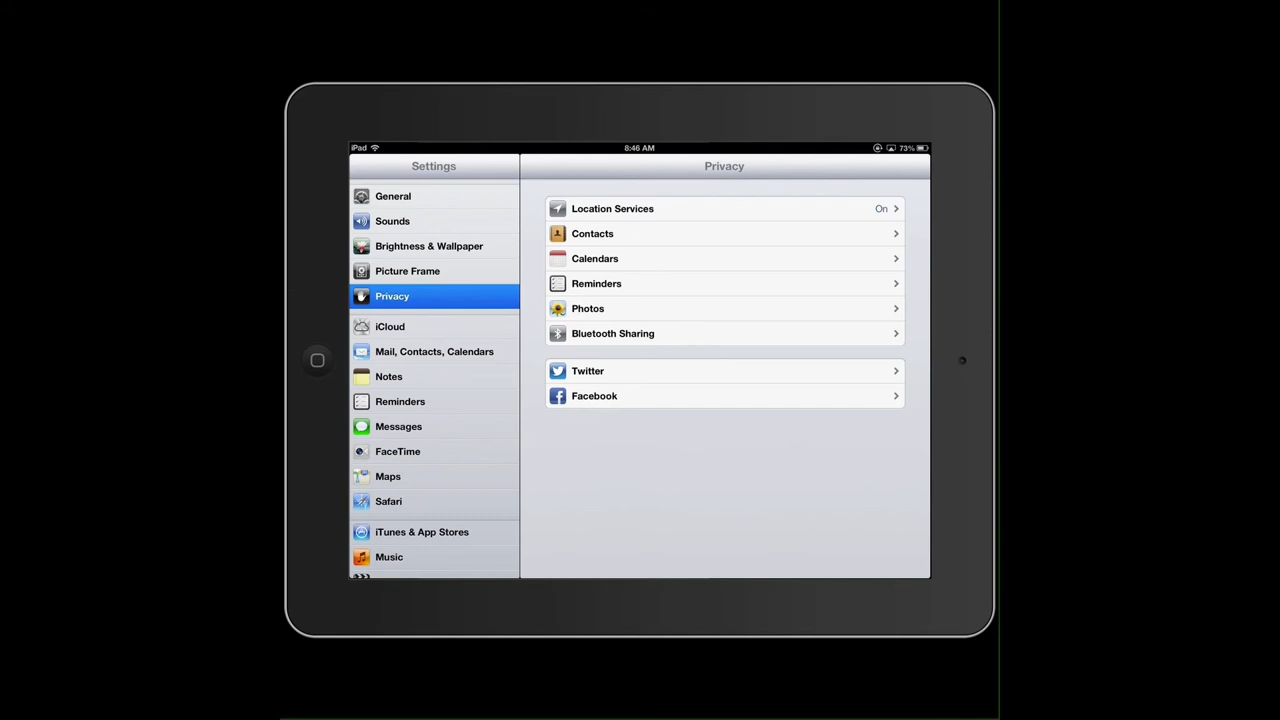 iPad 8:46 AM 73%
Settings
General
Sounds
Brightness & Wallpaper
Picture Frame
Privacy
iCloud
Mail, Contacts, Calendars
Notes
Reminders
Messages
FaceTime
Maps
Safari
iTunes & App Stores
Music
Privacy
Location Services On
Contacts
Calendars
Reminders
Photos
Bluetooth Sharing
Twitter
Facebook